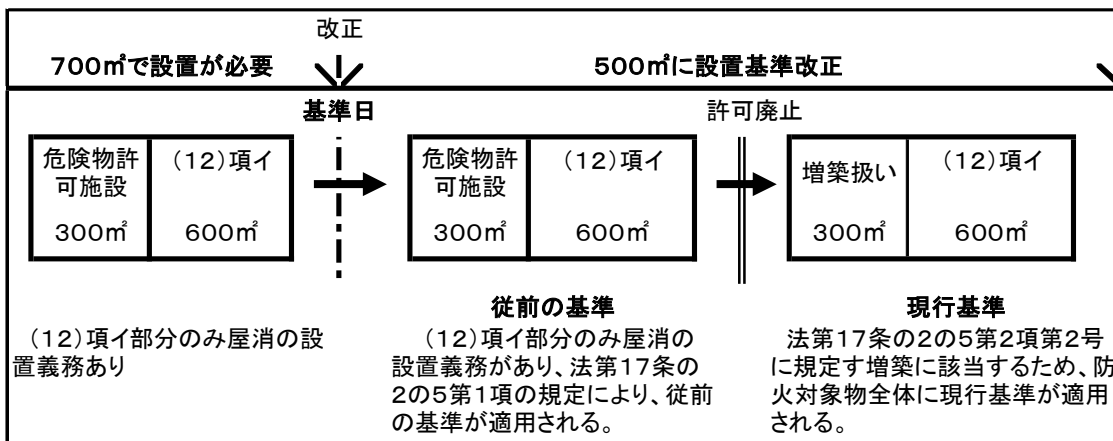 改正
700㎡で設置が必要
500㎡に設置基準改正
基準日
許可廃止
危険物許
可施設
300㎡
(12)項イ
600㎡
危険物許
可施設
300㎡
(12)項イ
600㎡
増築扱い
300㎡
(12)項イ
600㎡
(12)項イ部分のみ屋消の設
置義務あり
従前の基準
(12)項イ部分のみ屋消の
設置義務があり、法第17条の
2の5第1項の規定により、従前
の基準が適用される。
現行基準
法第17条の2の5第2項第2号
に規定す増築に該当するため、防
火対象物全体に現行基準が適用
される。